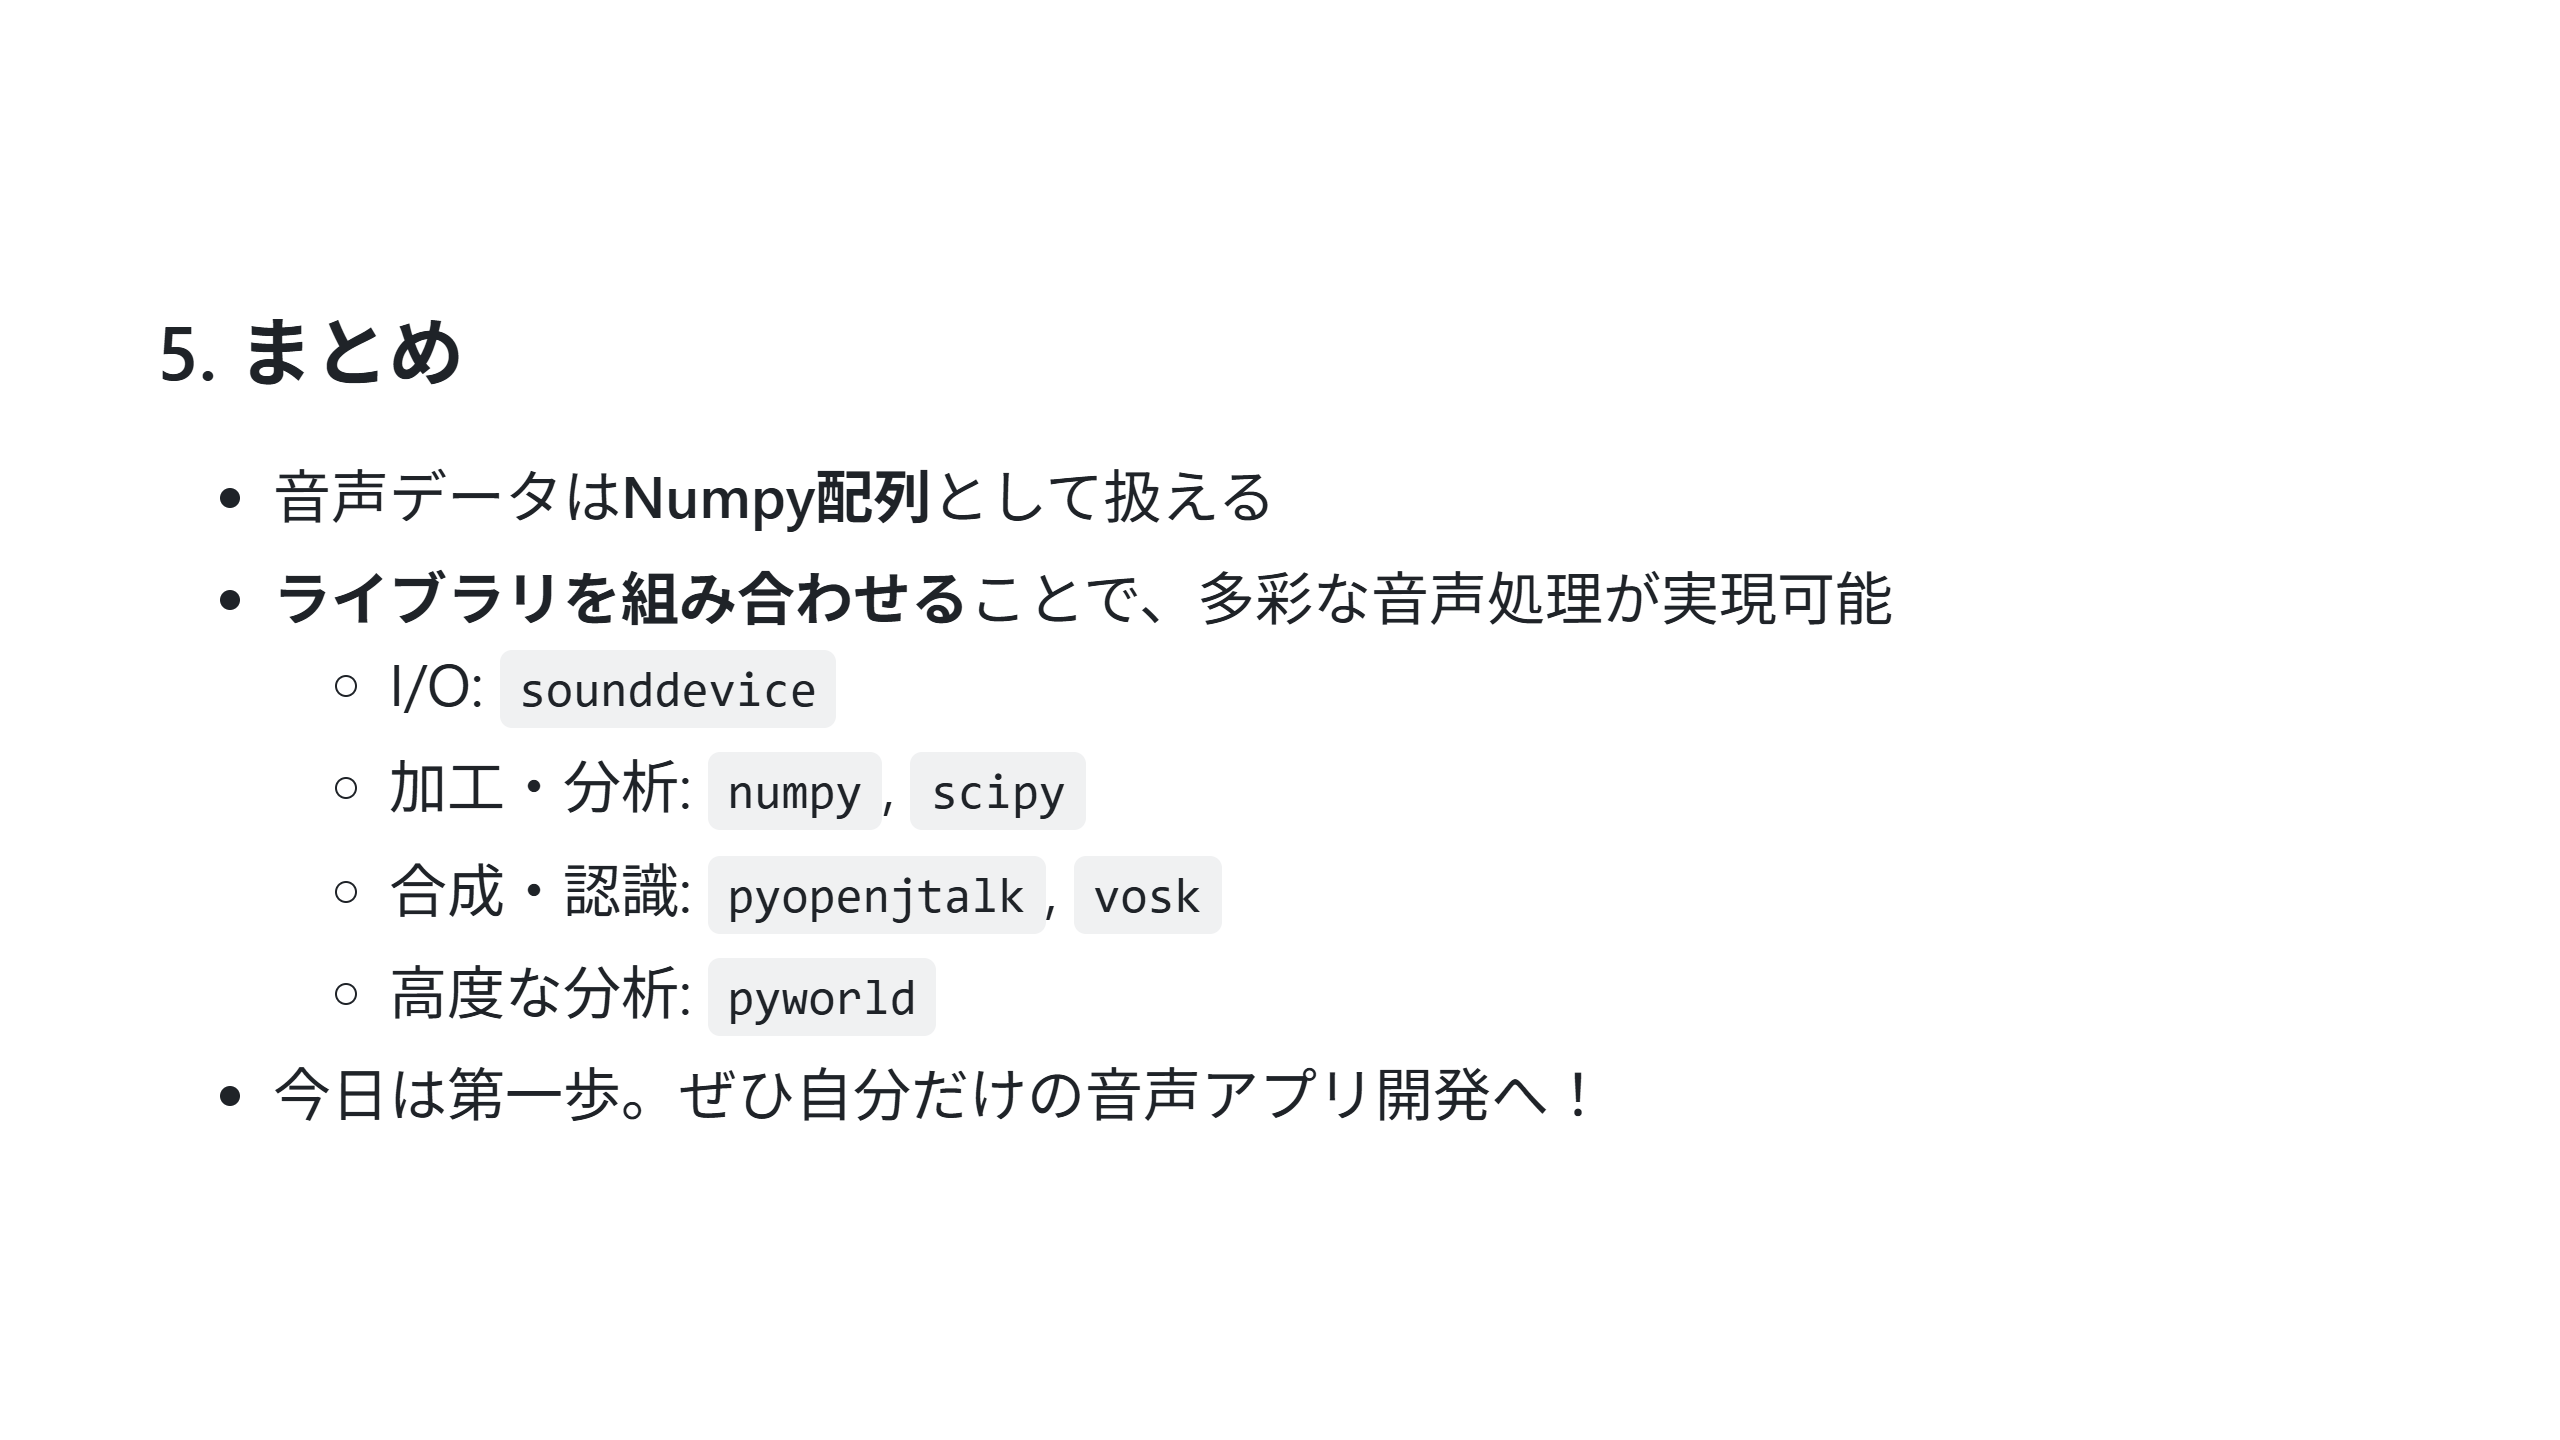 5. まとめ
音声データはNumpy配列として扱える
ライブラリを組み合わせることで、多彩な音声処理が実現可能
I/O: sounddevice
加工・分析: numpy, scipy
合成・認識: pyopenjtalk, vosk
高度な分析: pyworld
今日は第一歩。ぜひ自分だけの音声アプリ開発へ！